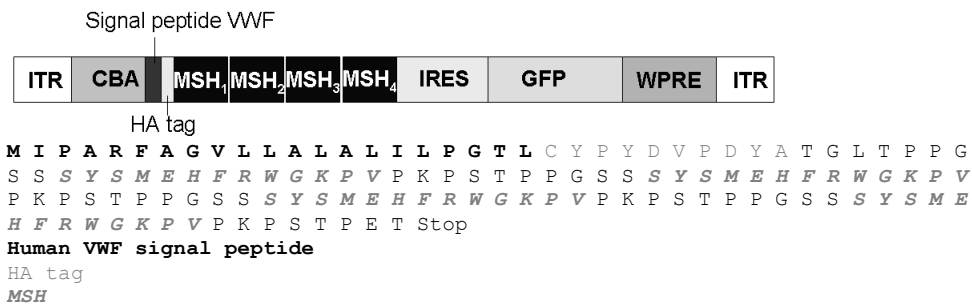 Signal peptide VWF
ITR CBA MSH1 MSH2 MSH3 MSH4 IRES GFP WPRE ITR
HA tag
M I P A R F A G V L L A L A L I L P G T L C Y P Y D V P D Y A T G L T P P G
S S S Y S M E H F R W G K P V P K P S T P P G S S S Y S M E H F R W G K P V
P K P S T P P G S S S Y S M E H F R W G K P V P K P S T P P G S S S Y S M E
H F R W G K P V P K P S T P E T Stop
Human VWF signal peptide
HA tag
MSH